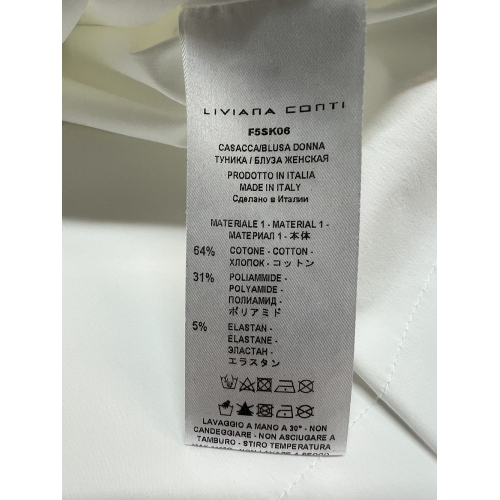 LIVIANA CONTI
F5SK06
CASACCA/BLUSA DONNA
ТУНИКА / БЛУЗА ЖЕНСКАЯ
PRODOTTO IN ITALIA
MADE IN ITALY
Сделано в Италии
MATERIALE 1 - MATERIAL 1 -
МАТЕРИАЛ 1 - 本体
64% COTONE - COTTON -
ХЛОПОК - コットン
31% POLIAMMIDE -
POLYAMIDE -
ПОЛИАМИД -
ポリアミド
5% ELASTAN -
ELASTANE -
ЭЛАСТАН -
エラスタン
LAVAGGIO A MANO A 30° - NON
CANDEGGIARE - NON ASCIUGARE A
TAMBURO - STIRO TEMPERATURA